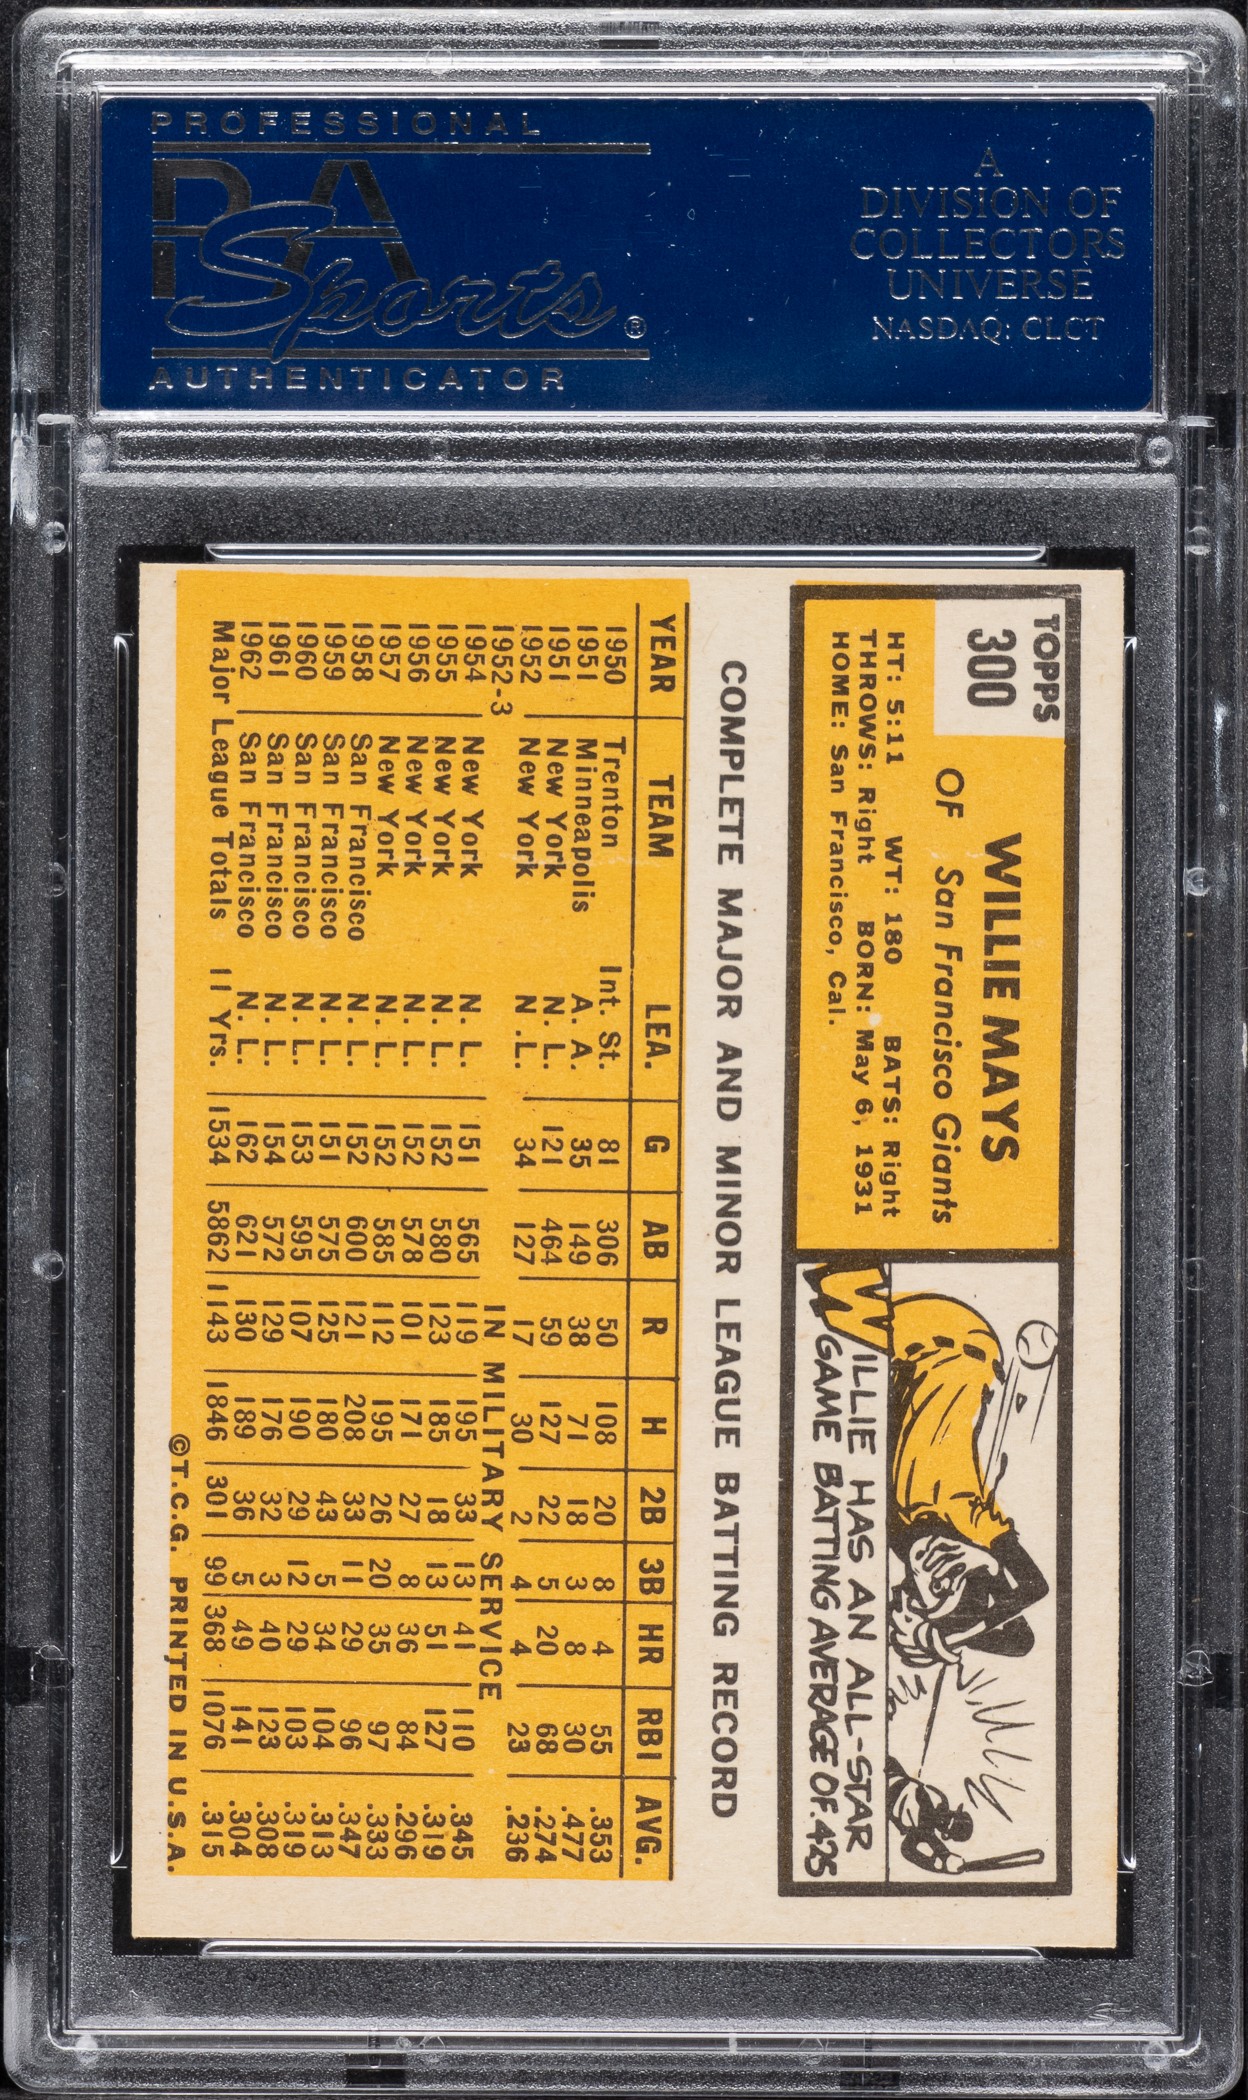 PROFESSIONAL
PSA
Sports®
AUTHENTICATOR
A
DIVISION OF
COLLECTORS
UNIVERSE
NASDAQ: CLCT
TOPPS
300
WILLIE MAYS
OF San Francisco Giants
HT: 5:11 WT: 180 BATS: Right
THROWS: Right BORN: May 6, 1931
HOME: San Francisco, Cal.
WILLIE HAS AN ALL-STAR
GAME BATTING AVERAGE OF .425
COMPLETE MAJOR AND MINOR LEAGUE BATTING RECORD
YEAR TEAM LEA. G AB R H 2B 3B HR RBI AVG.
1950 Trenton Int. St. 81 306 50 108 20 8 4 55 .353
1951 Minneapolis A. A. 35 149 38 71 18 3 8 30 .477
1951 New York N. L. 121 464 59 127 22 5 20 68 .274
1952 New York N .L. 34 127 17 30 2 4 4 23 .236
1952-3 IN MILITARY SERVICE
1954 New York N. L. 151 565 119 195 33 13 41 110 .345
1955 New York N. L. 152 580 123 185 18 13 51 127 .319
1956 New York N. L. 152 578 101 171 27 8 36 84 .296
1957 New York N. L. 152 585 112 195 26 20 35 97 .333
1958 San Francisco N. L. 152 600 121 208 33 11 29 96 .347
1959 San Francisco N. L. 151 575 125 180 43 5 34 104 .313
1960 San Francisco N. L. 153 595 107 190 29 12 29 103 .319
1961 San Francisco N. L. 154 572 129 176 32 3 40 123 .308
1962 San Francisco N. L. 162 621 130 189 36 5 49 141 .304
Major League Totals 11 Yrs. 1534 5862 1143 1846 301 99 368 1076 .315
©T.C.G. PRINTED IN U.S.A.